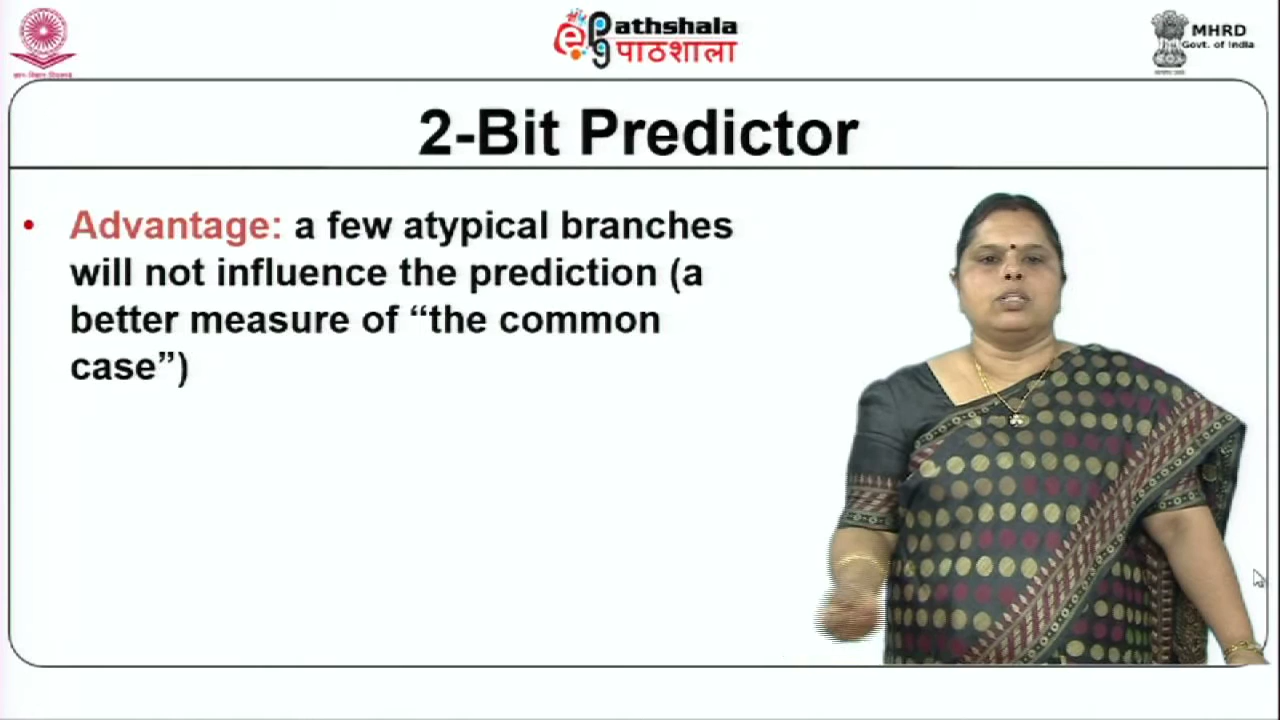 ePathshala
पाठशाला
MHRD
Govt. of India
2-Bit Predictor
• Advantage: a few atypical branches
will not influence the prediction (a
better measure of “the common
case”)